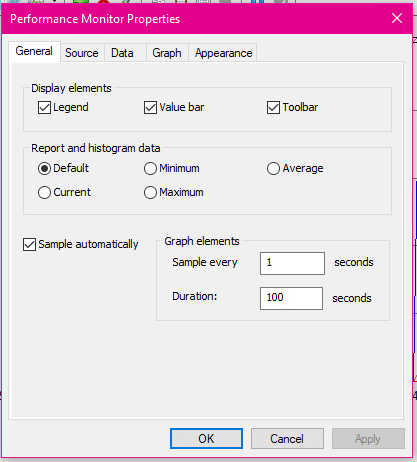 Performance Monitor Properties
General Source Data Graph Appearance
Display elements
Legend Value bar Toolbar
Report and histogram data
Default Minimum Average
Current Maximum
Sample automatically
Graph elements
Sample every 1 seconds
Duration: 100 seconds
OK Cancel Apply